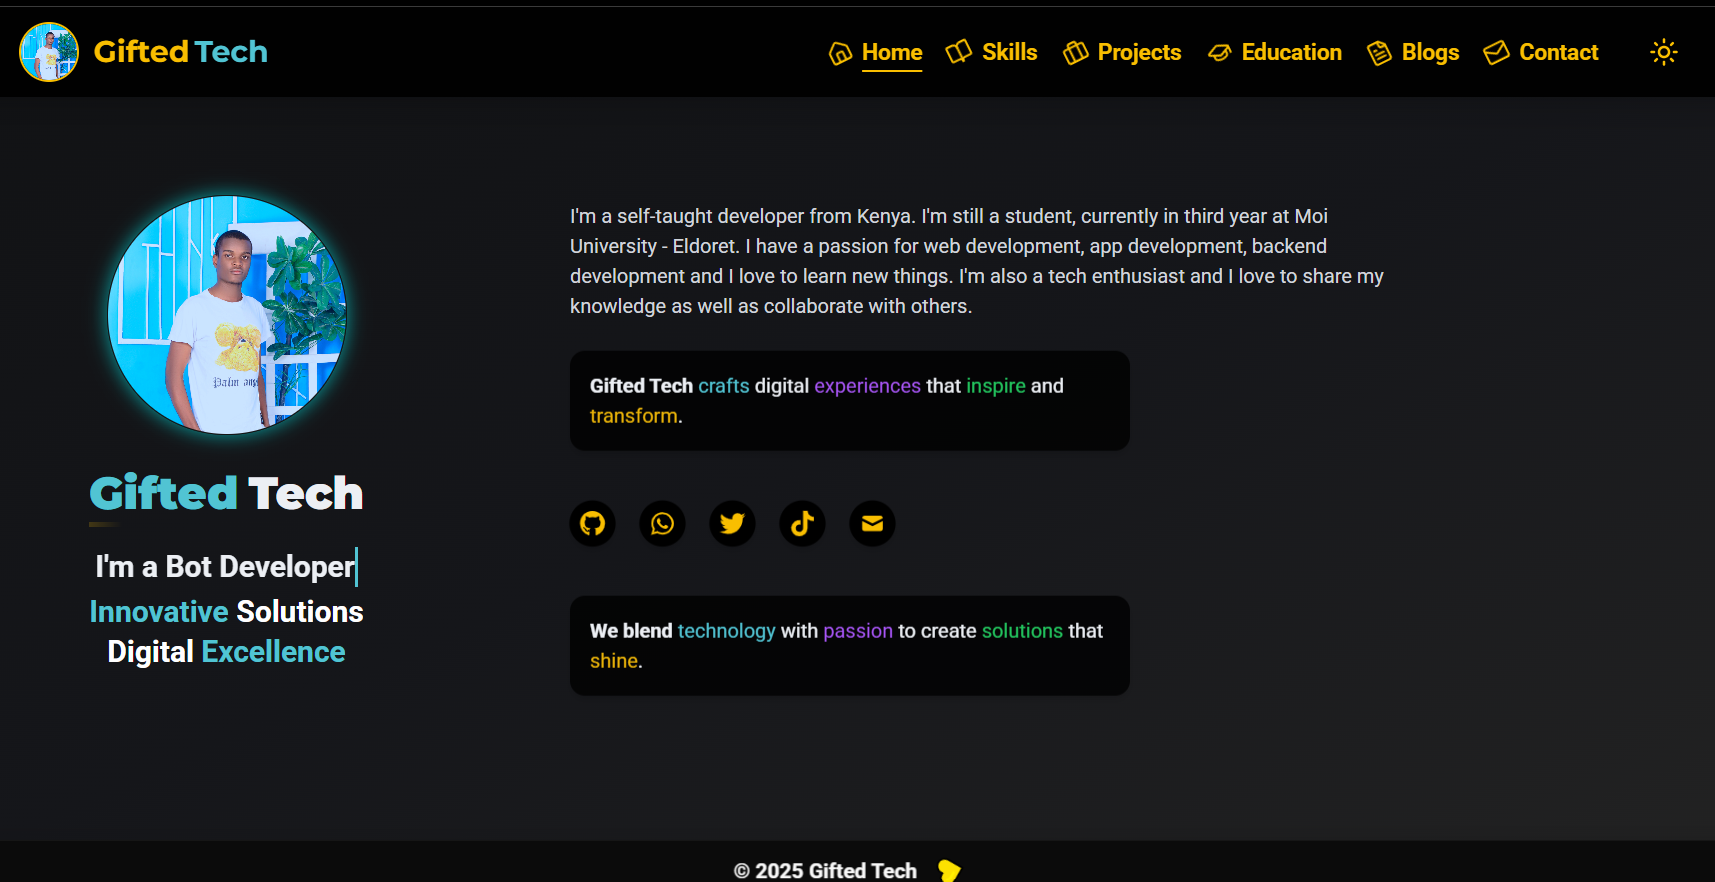 Gifted Tech
Home
Skills
Projects
Education
Blogs
Contact
Palm
Gifted Tech
I'm a Bot Developer
Innovative Solutions
Digital Excellence
I'm a self-taught developer from Kenya. I'm still a student, currently in third year at Moi
University - Eldoret. I have a passion for web development, app development, backend
development and I love to learn new things. I'm also a tech enthusiast and I love to share my
knowledge as well as collaborate with others.
Gifted Tech crafts digital experiences that inspire and
transform.
We blend technology with passion to create solutions that
shine.
© 2025 Gifted Tech